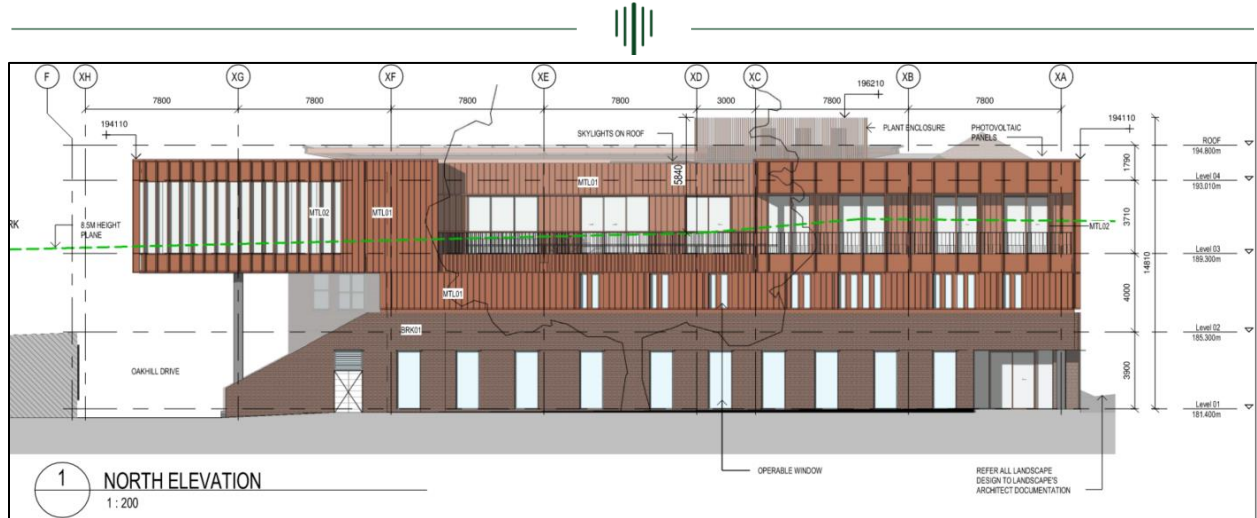 F
XH
XG
XF
XE
XD
XC
XB
XA
7800
7800
7800
7800
3000
7800
7800
196210
194110
SKYLIGHTS ON ROOF
PLANT ENCLOSURE
PHOTOVOLTAIC
PANELS
194110
ROOF
194.800m
1790
5840
MTL01
Level 04
193.010m
MTL02
MTL01
RK
8.5M HEIGHT
PLANE
MTL02
3710
14810
Level 03
189.300m
MTL01
4000
BRK01
Level 02
185.300m
OAKHILL DRIVE
3900
Level 01
181.400m
1
NORTH ELEVATION
1 : 200
OPERABLE WINDOW
REFER ALL LANDSCAPE
DESIGN TO LANDSCAPE'S
ARCHITECT DOCUMENTATION